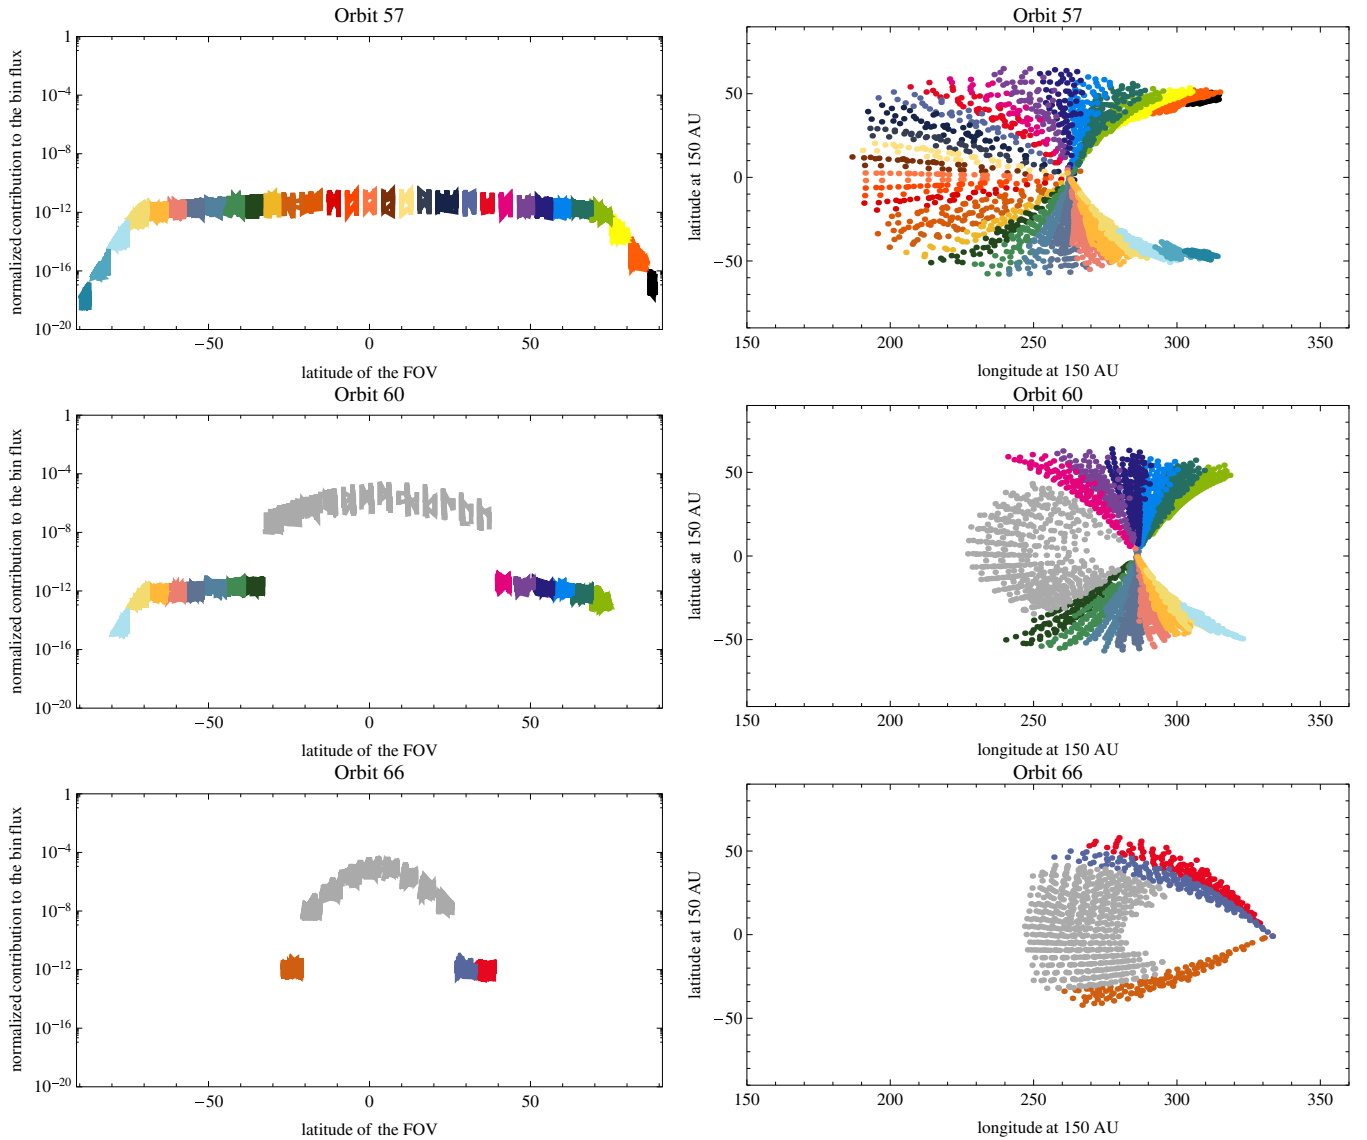 Orbit 57
normalized contribution to the bin flux
1
10−4
10−8
10−12
10−16
10−20
−50
0
50
latitude of the FOV
Orbit 57
latitude at 150 AU
50
0
−50
150
200
250
300
350
longitude at 150 AU
Orbit 60
normalized contribution to the bin flux
1
10−4
10−8
10−12
10−16
10−20
−50
0
50
latitude of the FOV
Orbit 60
latitude at 150 AU
50
0
−50
150
200
250
300
350
longitude at 150 AU
Orbit 66
normalized contribution to the bin flux
1
10−4
10−8
10−12
10−16
10−20
−50
0
50
latitude of the FOV
Orbit 66
latitude at 150 AU
50
0
−50
150
200
250
300
350
longitude at 150 AU